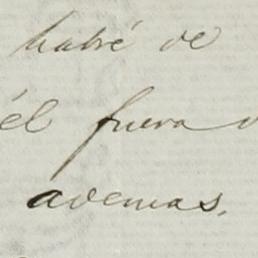 habré de
él fuera
ademas,